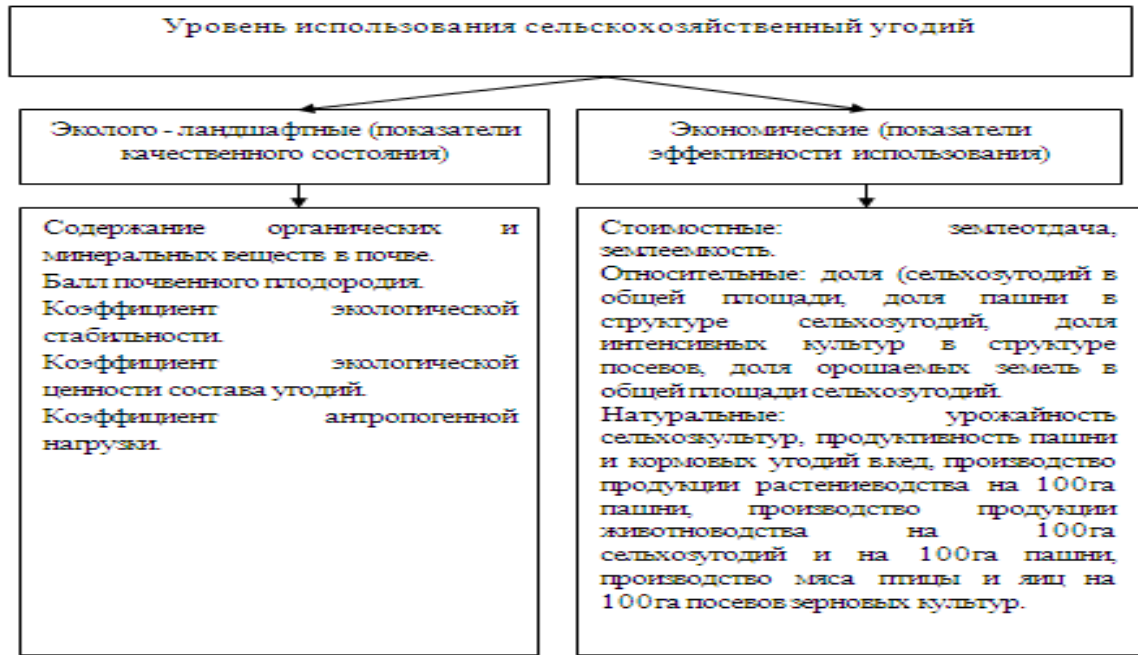 Уровень использования сельскохозяйственный угодий
Эколого - ландшафтные (показатели
качественного состояния)
Экономические (показатели
эффективности использования)
Содержание органических и
минеральных веществ в почве.
Балл почвенного плодородия.
Коэффициент экологической
стабильности.
Коэффициент экологической
ценности состава угодий.
Коэффициент антропогенной
нагрузки.
Стоимостные: землеотдача,
землеемкость.
Относительные: доля (сельхозугодий в
общей площади, доля пашни в
структуре сельхозугодий, доля
интенсивных культур в структуре
посевов, доля орошаемых земель в
общей площади сельхозугодий.
Натуральные: урожайность
сельхозкультур, продуктивность пашни
и кормовых угодий в.кед, производство
продукции растениеводства на 100га
пашни, производство продукции
животноводства на 100га
сельхозугодий и на 100га пашни,
производство мяса птицы и яиц на
100га посевов зерновых культур.